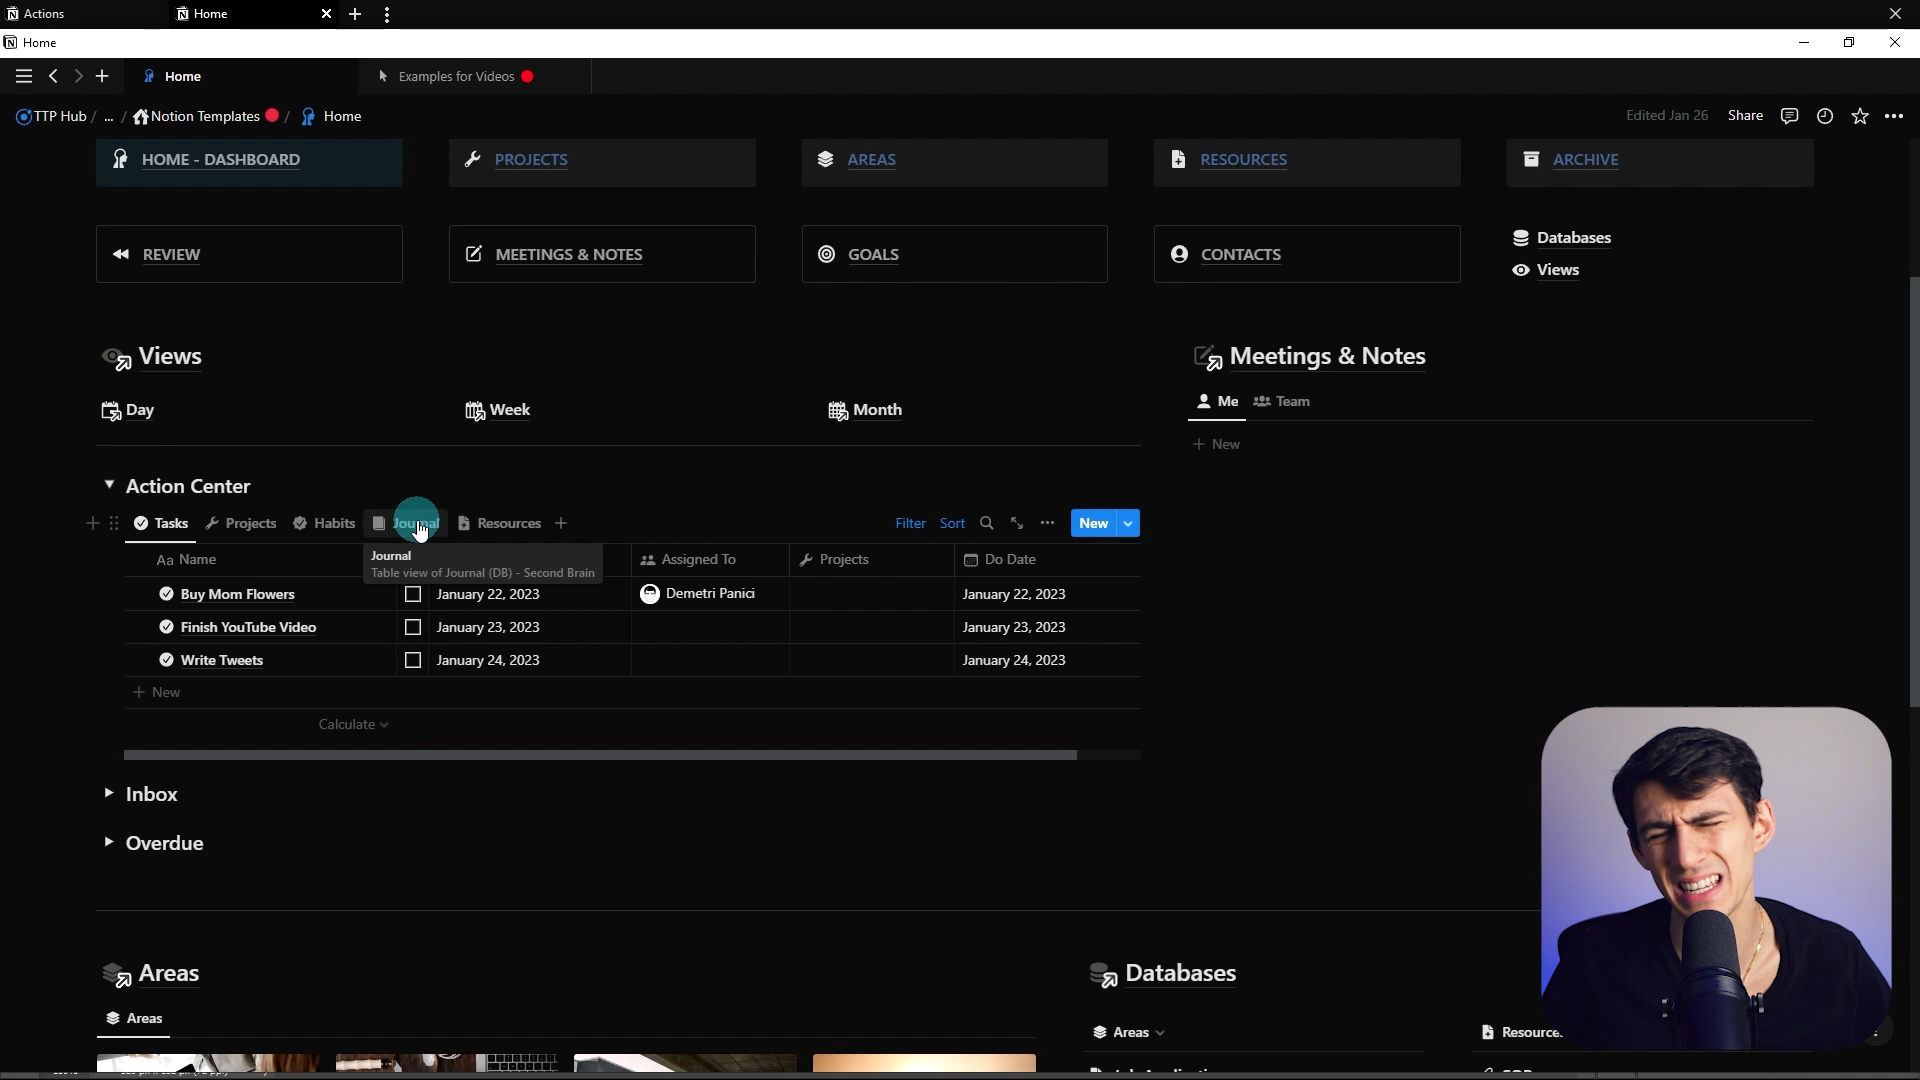 Actions
Home
Home
Home
Examples for Videos
TTP Hub / ... / Notion Templates / Home
Edited Jan 26
Share
HOME - DASHBOARD
PROJECTS
AREAS
RESOURCES
ARCHIVE
REVIEW
MEETINGS & NOTES
GOALS
CONTACTS
Databases
Views
Views
Day
Week
Month
Meetings & Notes
Me
Team
+ New
Action Center
Tasks
Projects
Habits
Journal
Resources
Filter
Sort
New
Journal
Table view of Journal (DB) - Second Brain
Aa Name
Assigned To
Projects
Do Date
Buy Mom Flowers
January 22, 2023
Demetri Panici
January 22, 2023
Finish YouTube Video
January 23, 2023
January 23, 2023
Write Tweets
January 24, 2023
January 24, 2023
+ New
Calculate
Inbox
Overdue
Areas
Areas
Databases
Areas